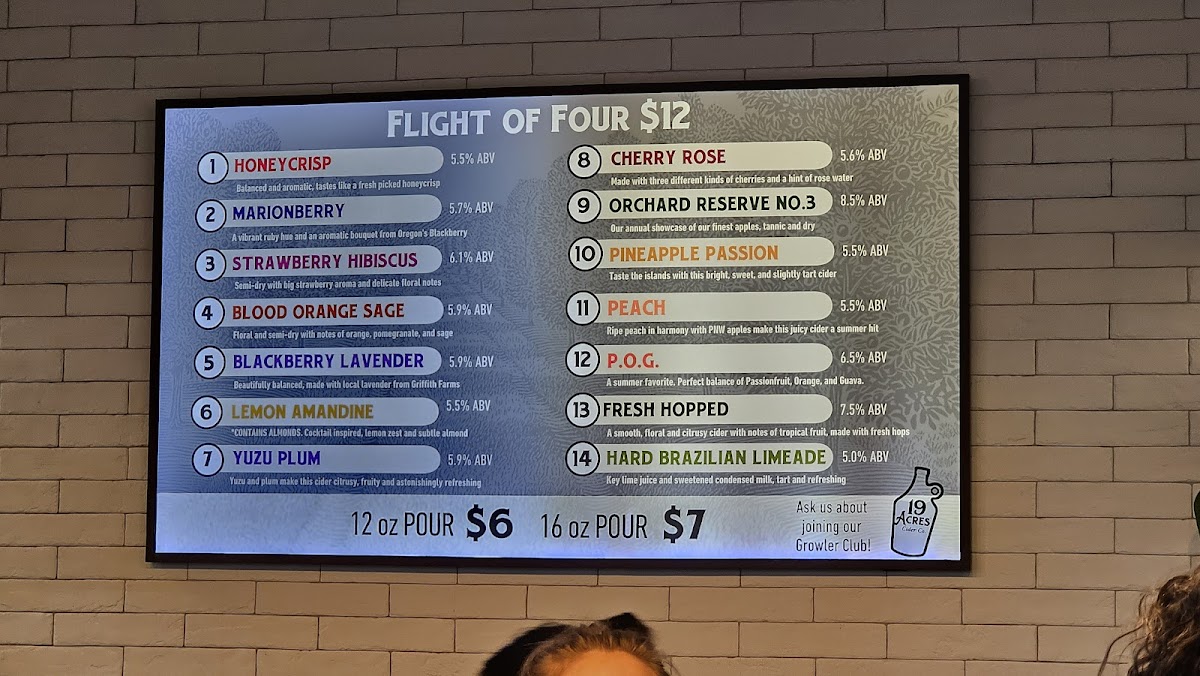 FLIGHT OF FOUR $12
1 HONEYCRISP 5.5% ABV
Balanced and aromatic, tastes like a fresh picked honeycrisp
2 MARIONBERRY 5.7% ABV
A vibrant ruby hue and an aromatic bouquet from Oregon's Blackberry
3 STRAWBERRY HIBISCUS 6.1% ABV
Semi-dry with big strawberry aroma and delicate floral notes
4 BLOOD ORANGE SAGE 5.9% ABV
Floral and semi-dry with notes of orange, pomegranate, and sage
5 BLACKBERRY LAVENDER 5.9% ABV
Beautifully balanced, made with local lavender from Griffith Farms
6 LEMON AMANDINE 5.5% ABV
*CONTAINS ALMONDS. Cocktail inspired, lemon zest and subtle almond
7 YUZU PLUM 5.9% ABV
Yuzu and plum make this cider citrusy, fruity and astonishingly refreshing
8 CHERRY ROSE 5.6% ABV
Made with three different kinds of cherries and a hint of rose water
9 ORCHARD RESERVE NO.3 8.5% ABV
Our annual showcase of our finest apples, tannic and dry
10 PINEAPPLE PASSION 5.5% ABV
Taste the islands with this bright, sweet, and slightly tart cider
11 PEACH 5.5% ABV
Ripe peach in harmony with PNW apples make this juicy cider a summer hit
12 P.O.G. 6.5% ABV
A summer favorite. Perfect balance of Passionfruit, Orange, and Guava.
13 FRESH HOPPED 7.5% ABV
A smooth, floral and citrusy cider with notes of tropical fruit, made with fresh hops
14 HARD BRAZILIAN LIMEADE 5.0% ABV
Key lime juice and sweetened condensed milk, tart and refreshing
12 oz POUR $6 16 oz POUR $7
Ask us about
joining our
Growler Club!
19
ACRES
Cider Co.